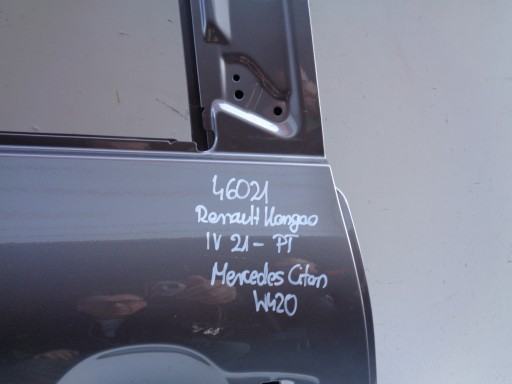 46021
Renault Kangoo
IV 21- PT
Mercedes Citan
W420